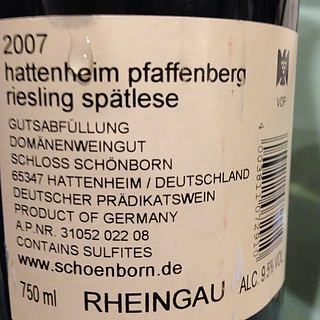 2007
hattenheim pfaffenberg
riesling spätlese
VDP
GUTSABFÜLLUNG
DOMÄNENWEINGUT
SCHLOSS SCHÖNBORN
65347 HATTENHEIM / DEUTSCHLAND
DEUTSCHER PRÄDIKATSWEIN
PRODUCT OF GERMANY
A.P.NR. 31052 022 08
CONTAINS SULFITES
www.schoenborn.de
750 ml
RHEINGAU
ALC. 9,5% VOL